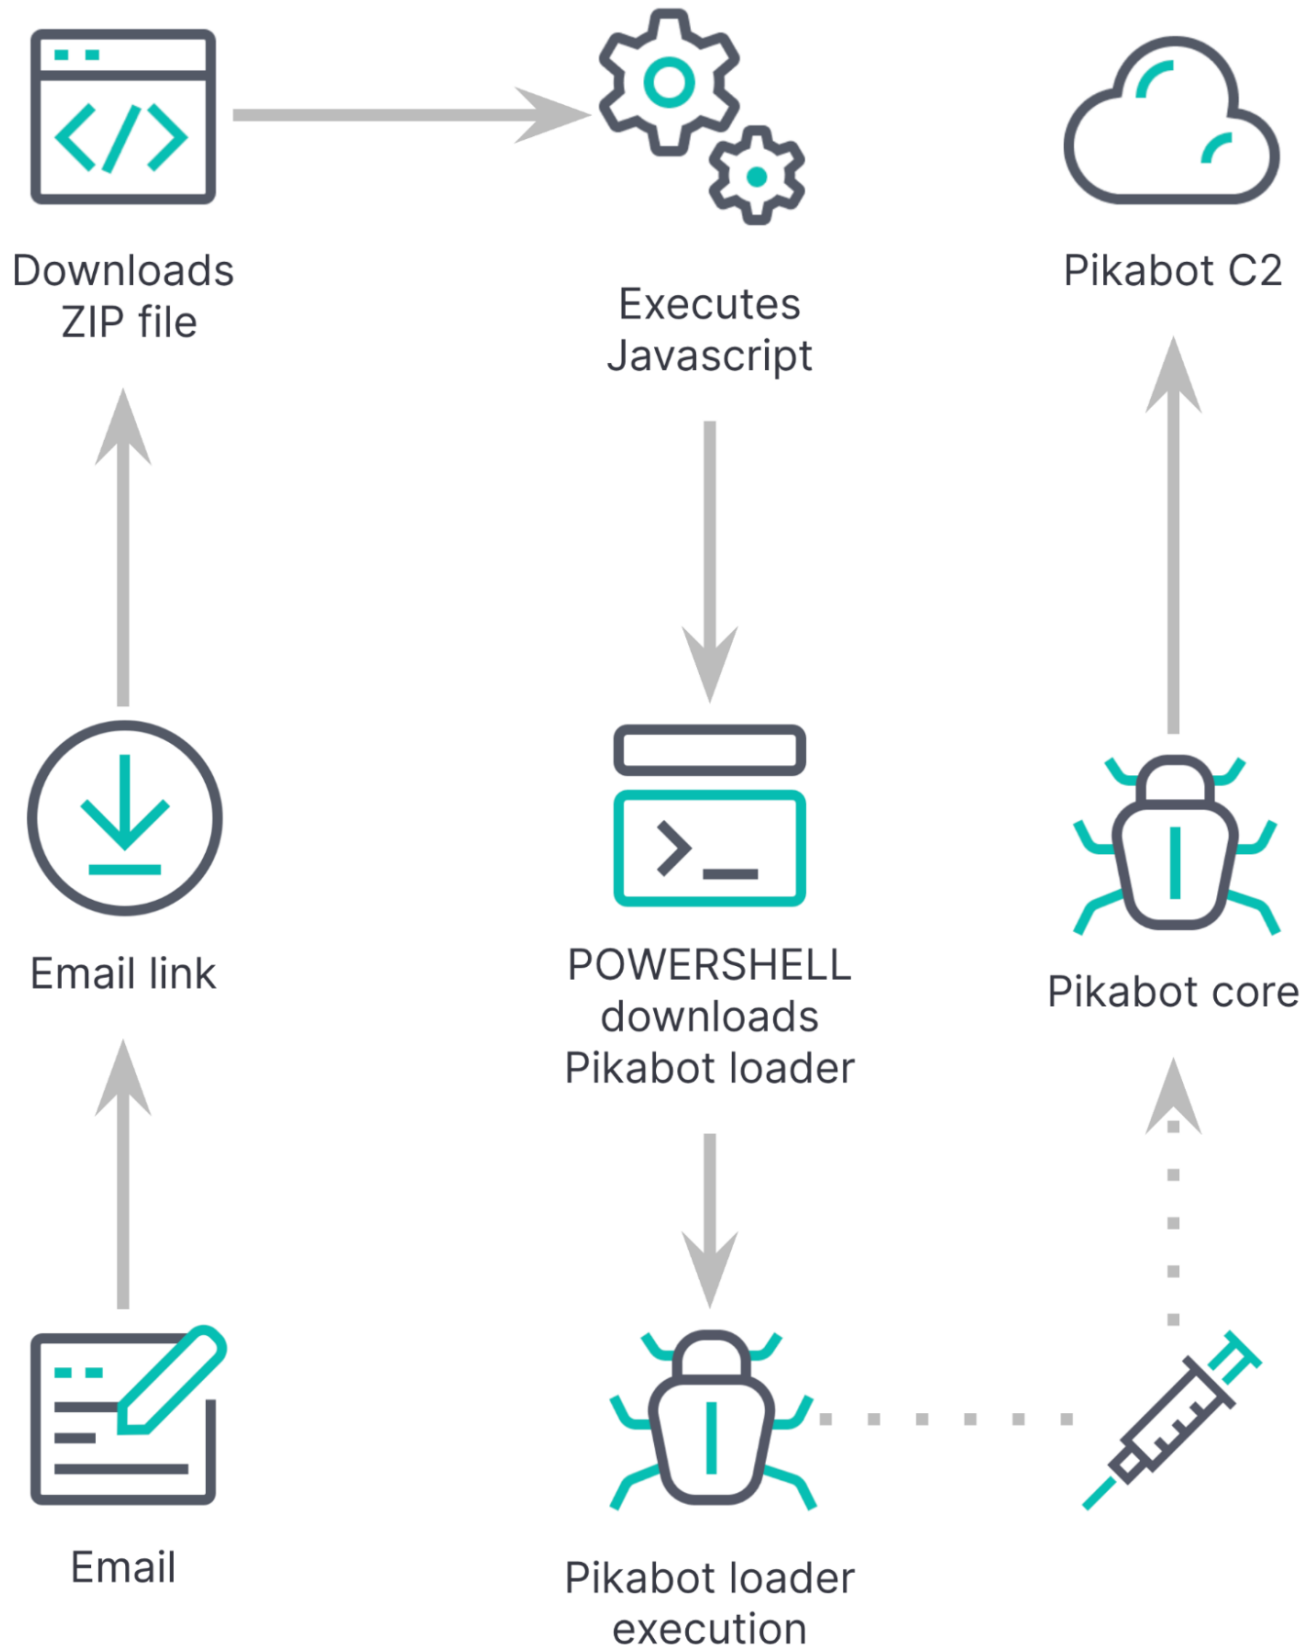 Downloads
ZIP file
Executes
Javascript
Pikabot C2
Email link
POWERSHELL
downloads
Pikabot loader
Pikabot core
Email
Pikabot loader
execution